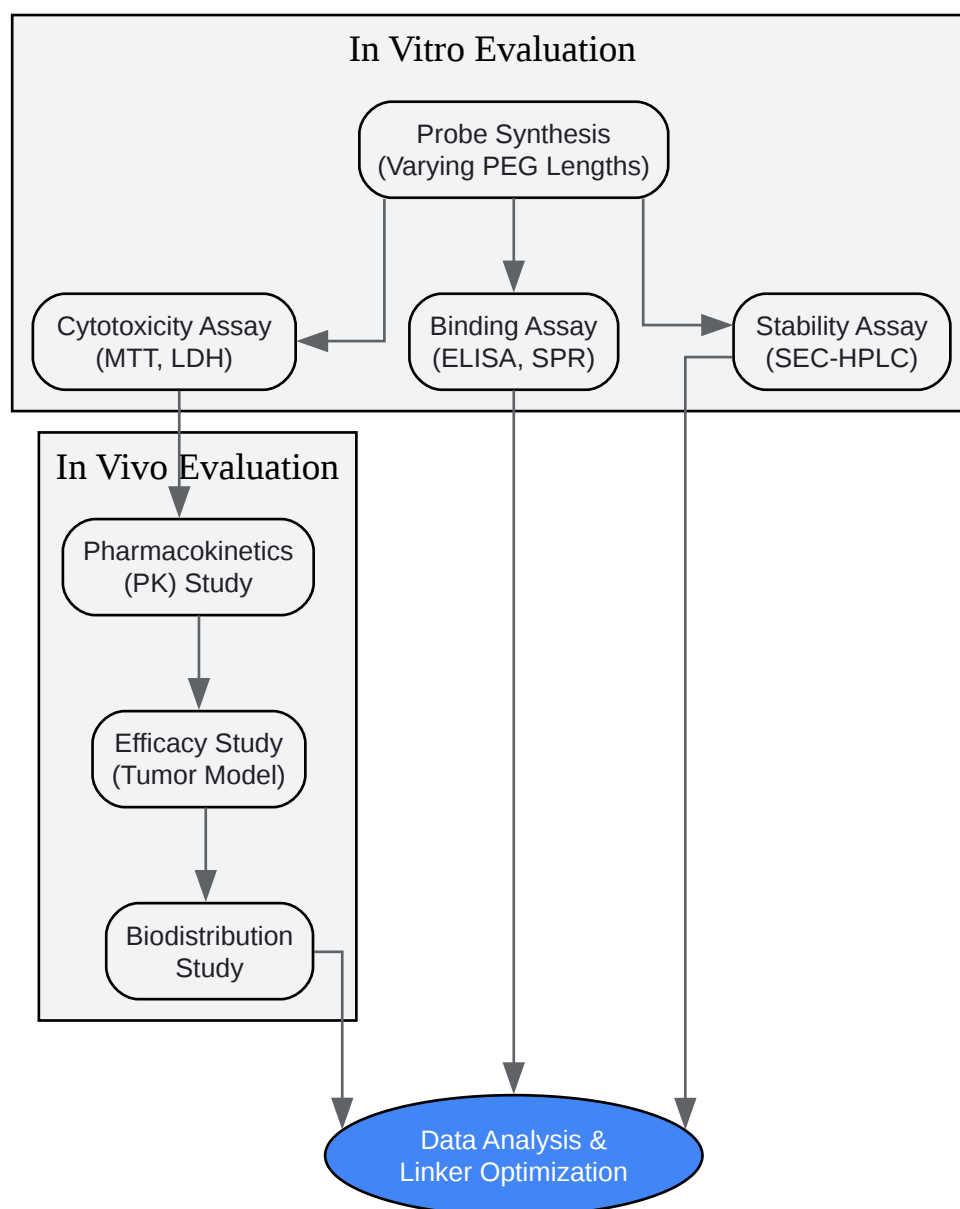 In Vitro Evaluation
Probe Synthesis
(Varying PEG Lengths)
Cytotoxicity Assay
(MTT, LDH)
Binding Assay
(ELISA, SPR)
Stability Assay
(SEC-HPLC)
In Vivo Evaluation
Pharmacokinetics
(PK) Study
Efficacy Study
(Tumor Model)
Biodistribution
Study
Data Analysis &
Linker Optimization